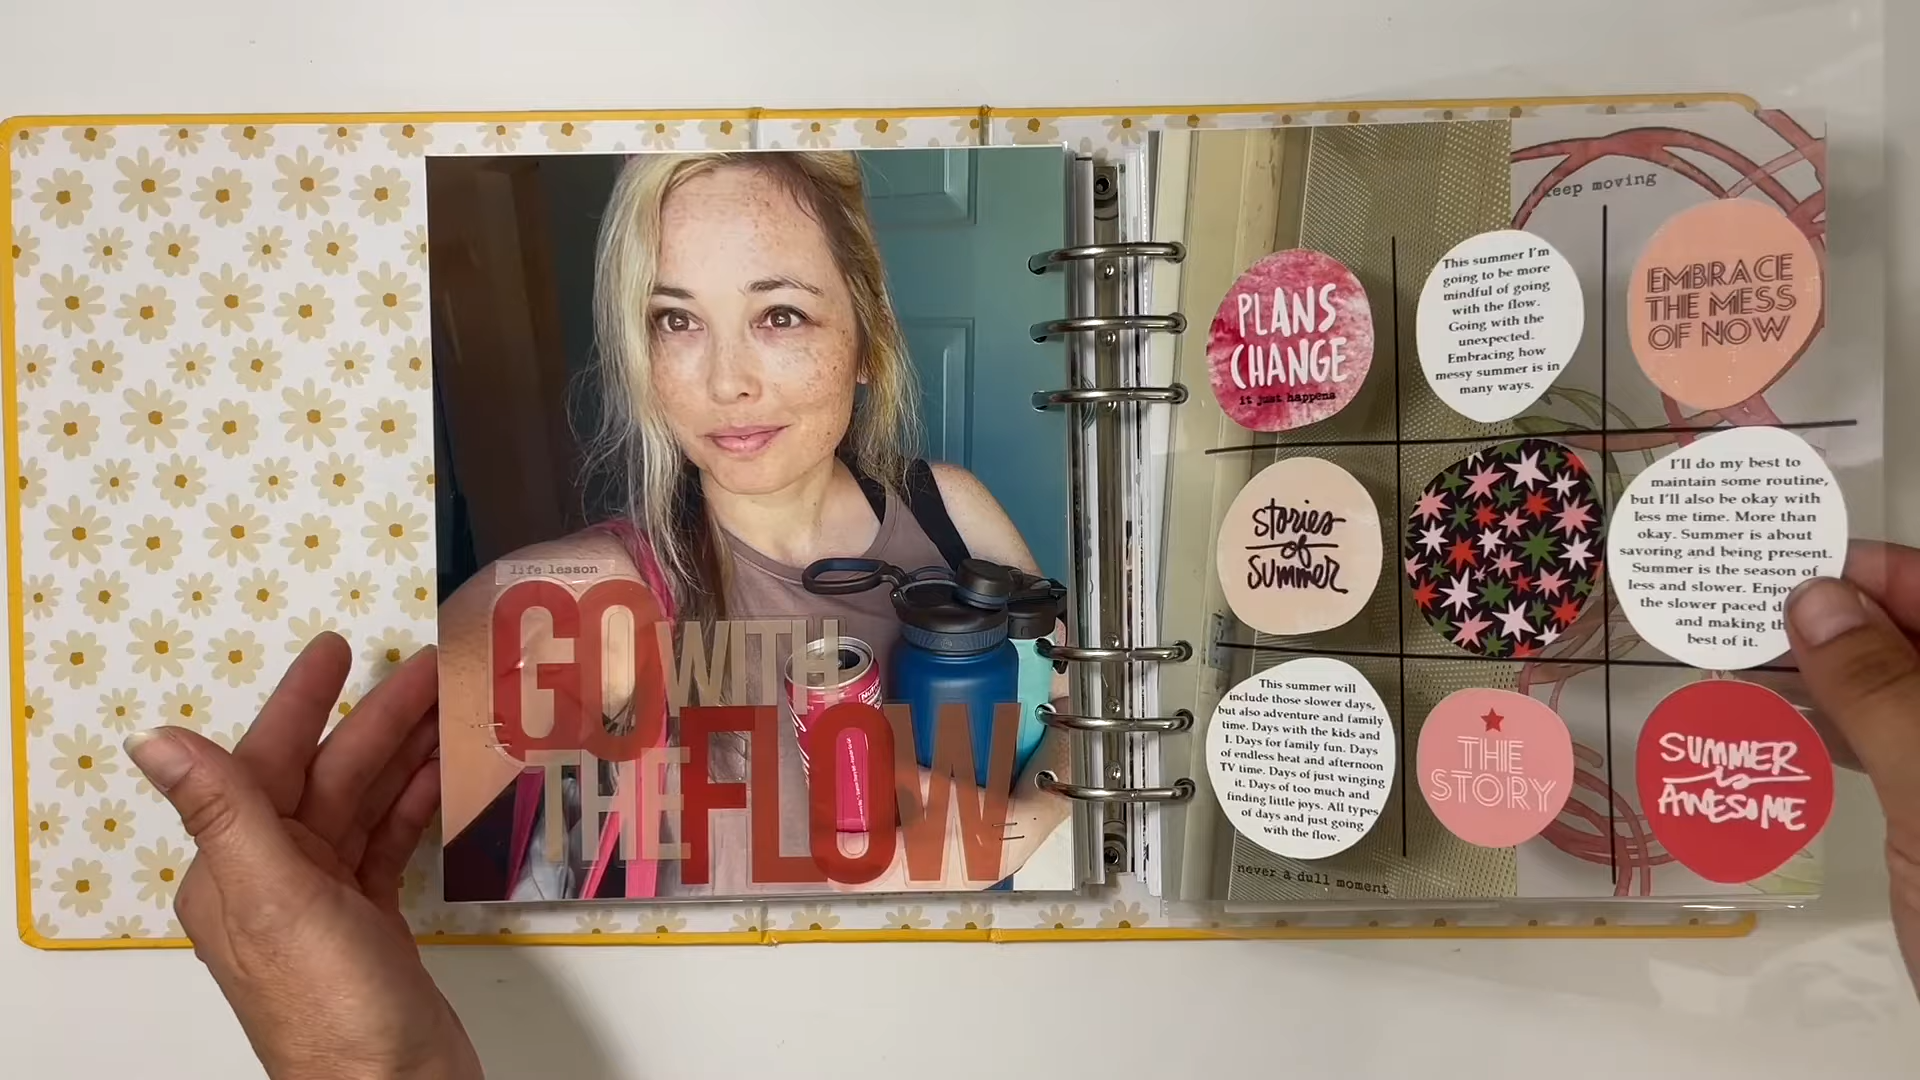 life lesson
GO WITH
THE FLOW
keep moving
PLANS
CHANGE
it just happens
This summer I'm
going to be more
mindful of going
with the flow.
Going with the
unexpected.
Embracing how
messy summer is in
many ways.
EMBRACE
THE MESS
OF NOW
stories
of
summer
I'll do my best to
maintain some routine,
but I'll also be okay with
less me time. More than
okay. Summer is about
savoring and being present.
Summer is the season of
less and slower.
the slower paced
and making
best of it.
This summer will
include those slower days,
but also adventure and family
time. Days with the kids and
I. Days for family fun. Days
of endless heat and afternoon
TV time. Days of just winging
it. Days of too much and
finding little joys. All types
of days and just going
with the flow.
THE
STORY
SUMMER
is
AWESOME
never a dull moment